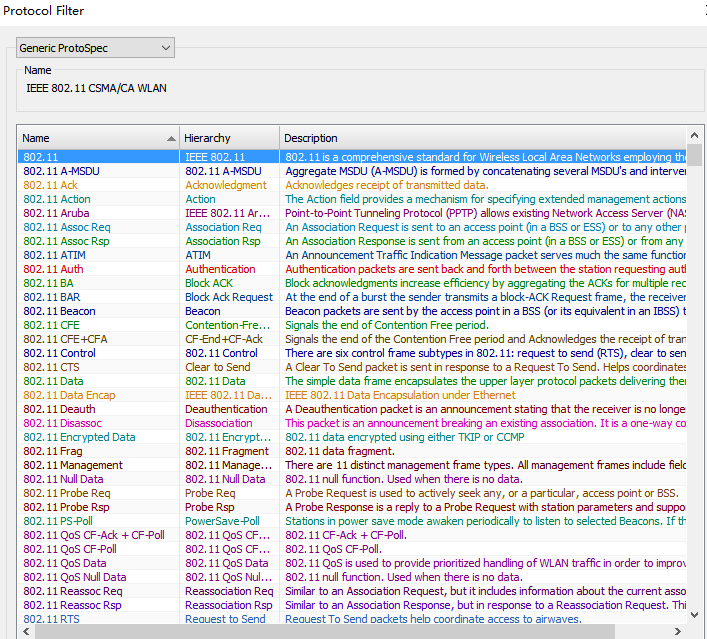 Protocol Filter
Generic ProtoSpec
Name
IEEE 802.11 CSMA/CA WLAN
Name Hierarchy Description
802.11 IEEE 802.11 802.11 is a comprehensive standard for Wireless Local Area Networks employing the
802.11 A-MSDU 802.11 A-MSDU Aggregate MSDU (A-MSDU) is formed by concatenating several MSDU's and interven
802.11 Ack Acknowledgment Acknowledges receipt of transmitted data.
802.11 Action Action The Action field provides a mechanism for specifying extended management actions
802.11 Aruba IEEE 802.11 Ar... Point-to-Point Tunneling Protocol (PPTP) allows existing Network Access Server (NAS
802.11 Assoc Req Association Req An Association Request is sent to an access point (in a BSS or ESS) or to any other p
802.11 Assoc Rsp Association Rsp An Association Response is sent from an access point (in a BSS or ESS) or from any
802.11 ATIM ATIM An Announcement Traffic Indication Message packet serves much the same function
802.11 Auth Authentication Authentication packets are sent back and forth between the station requesting aut
802.11 BA Block ACK Block acknowledgments increase efficiency by aggregating the ACKs for multiple rec
802.11 BAR Block Ack Request At the end of a burst the sender transmits a block-ACK Request frame, the receiver
802.11 Beacon Beacon Beacon packets are sent by the access point in a BSS (or its equivalent in an IBSS) t
802.11 CFE Contention-Fre... Signals the end of Contention Free period.
802.11 CFE+CFA CF-End+CF-Ack Signals the end of the Contention Free period and Acknowledges the receipt of tran
802.11 Control 802.11 Control There are six control frame subtypes in 802.11: request to send (RTS), clear to sen
802.11 CTS Clear to Send A Clear To Send packet is sent in response to a Request To Send. Helps coordinate
802.11 Data 802.11 Data The simple data frame encapsulates the upper layer protocol packets delivering the
802.11 Data Encap IEEE 802.11 Da... IEEE 802.11 Data Encapsulation under Ethernet
802.11 Deauth Deauthentication A Deauthentication packet is an announcement stating that the receiver is no longe
802.11 Disassoc Disassociation This packet is an announcement breaking an existing association. It is a one-way co
802.11 Encrypted Data 802.11 Encrypt... 802.11 data encrypted using either TKIP or CCMP
802.11 Frag 802.11 Fragment 802.11 data fragment.
802.11 Management 802.11 Manage... There are 11 distinct management frame types. All management frames include field
802.11 Null Data 802.11 Null Data 802.11 null function. Used when there is no data.
802.11 Probe Req Probe Req A Probe Request is used to actively seek any, or a particular, access point or BSS.
802.11 Probe Rsp Probe Rsp A Probe Response is a reply to a Probe Request with station parameters and suppo
802.11 PS-Poll PowerSave-Poll Stations in power save mode awaken periodically to listen to selected Beacons. If th
802.11 QoS CF-Ack + CF-Poll 802.11 QoS CF... 802.11 CF-Ack + CF-Poll.
802.11 QoS CF-Poll 802.11 QoS CF... 802.11 QoS CF-Poll.
802.11 QoS Data 802.11 QoS Data 802.11 QoS is used to provide prioritized handling of WLAN traffic in order to improv
802.11 QoS Null Data 802.11 QoS Nul... 802.11 null function. Used when there is no data.
802.11 Reassoc Req Reassociation Req Similar to an Association Request, but it includes information about the current asso
802.11 Reassoc Rsp Reassociation Rsp Similar to an Association Response, but in response to a Reassociation Request. Thi
802.11 RTS Request to Send Request To Send packets help coordinate access to airwaves.